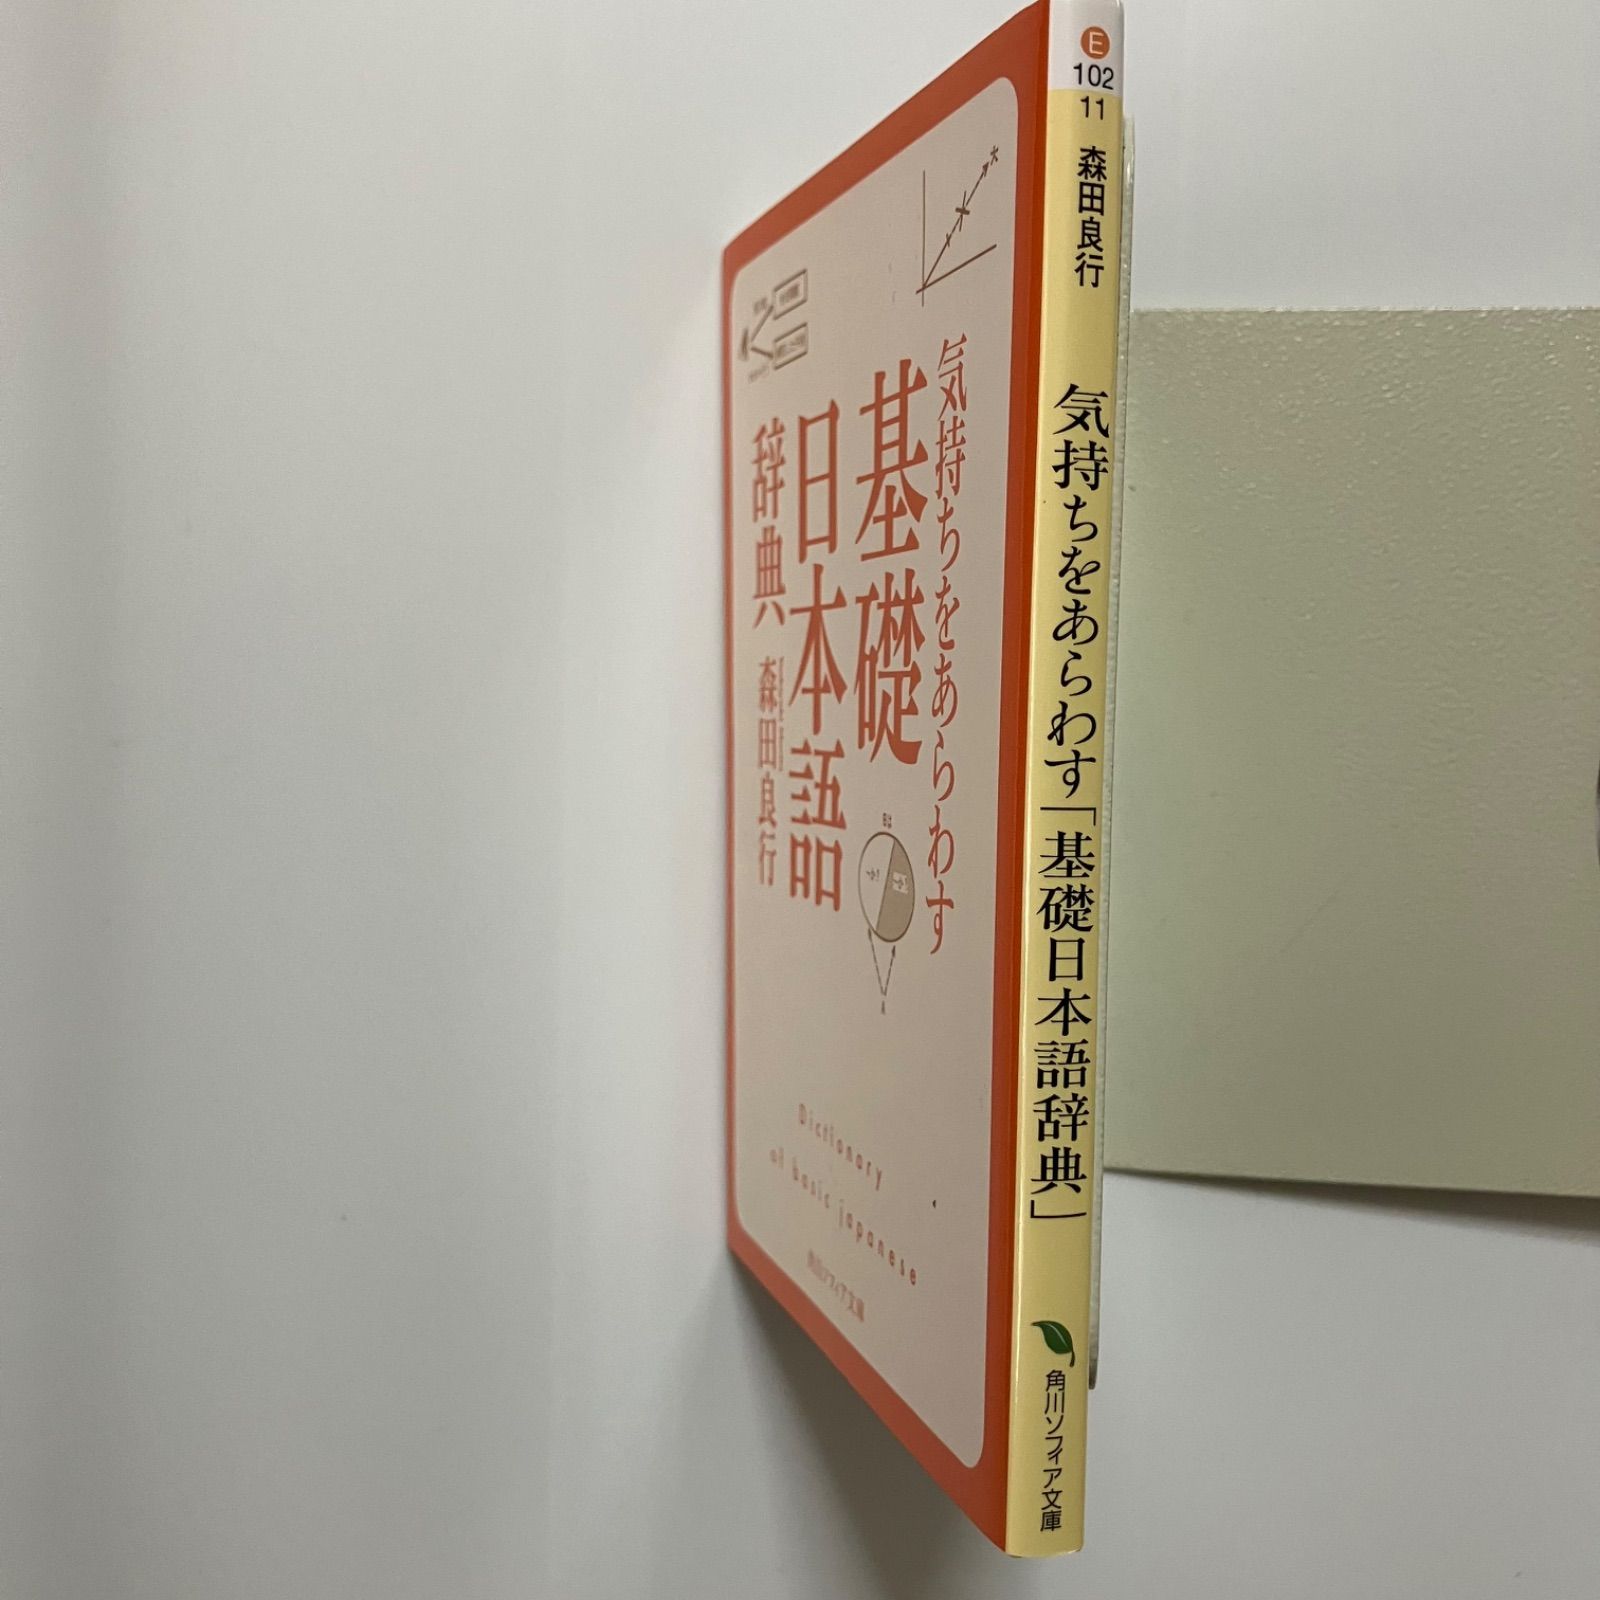 E
102
11
森田良行
気持ちをあらわす「基礎日本語辞典」
角川ソフィア文庫
気持ちをあらわす
基礎
日本語
辞典
森田良行
大
Bは
A
Dictionary
of basic japanese
角川ソフィア文庫